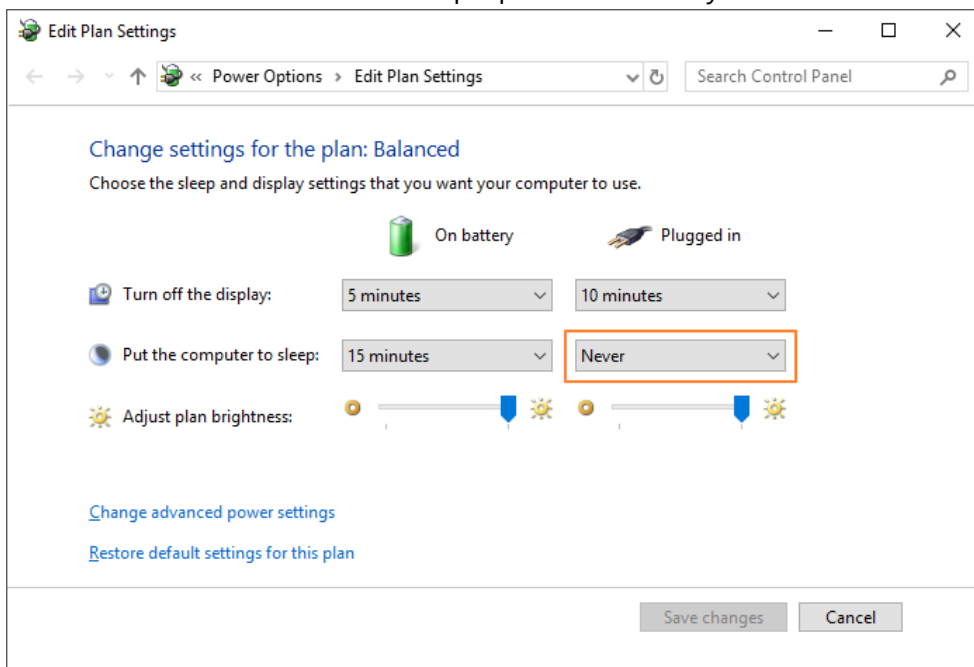 Edit Plan Settings
« Power Options › Edit Plan Settings
Search Control Panel
Change settings for the plan: Balanced
Choose the sleep and display settings that you want your computer to use.
On battery Plugged in
Turn off the display: 5 minutes 10 minutes
Put the computer to sleep: 15 minutes Never
Adjust plan brightness:
Change advanced power settings
Restore default settings for this plan
Save changes Cancel